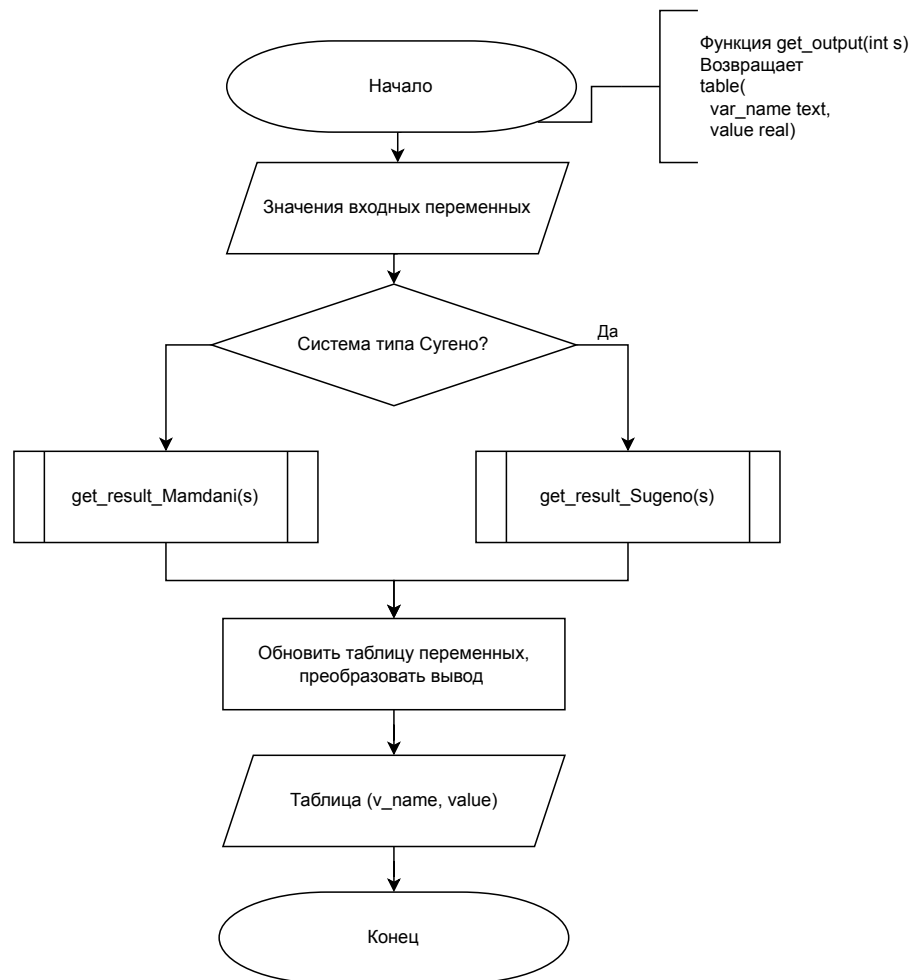 Начало
Функция get_output(int s)
Возвращает
table(
var_name text,
value real)
Значения входных переменных
Система типа Сугено?
Да
get_result_Mamdani(s)
get_result_Sugeno(s)
Обновить таблицу переменных,
преобразовать вывод
Таблица (v_name, value)
Конец